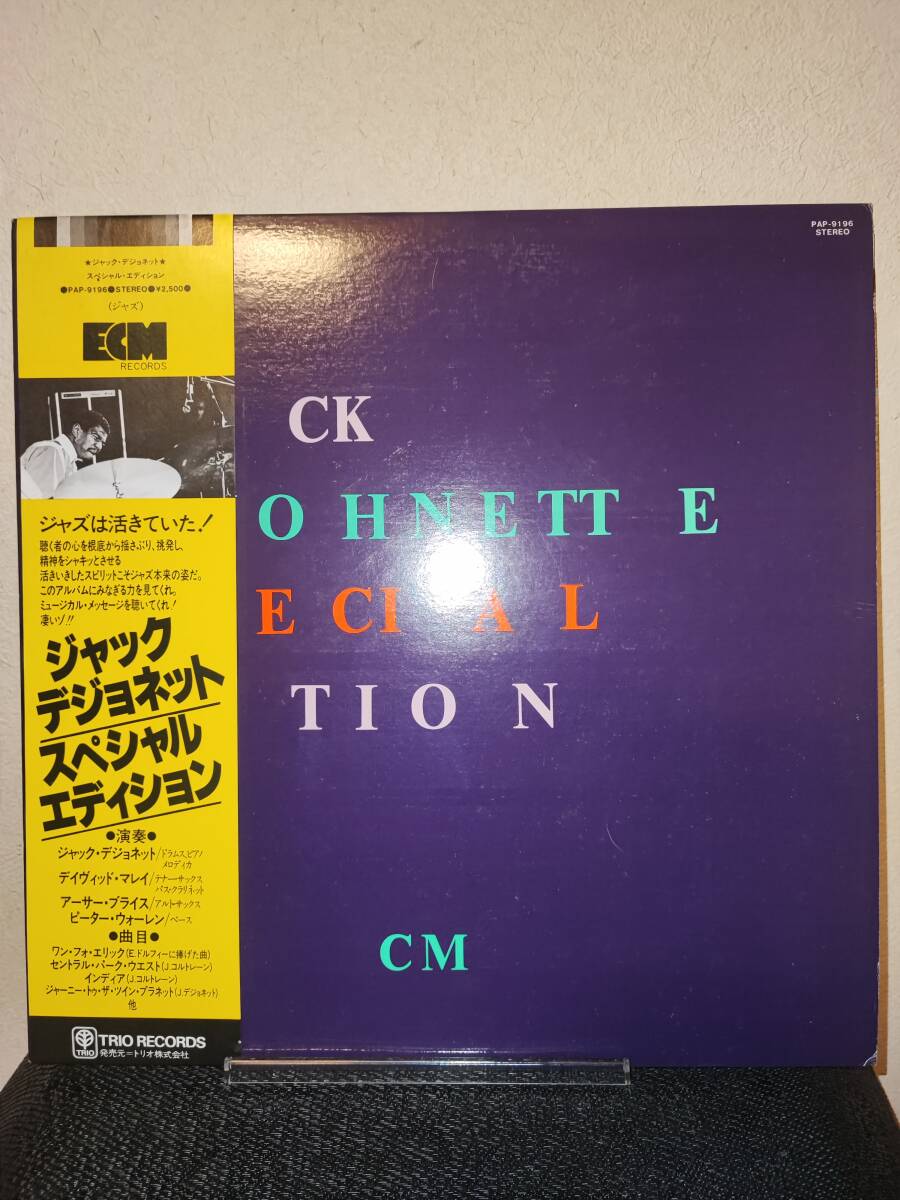 ★ジャック・デジョネット★
スペシャル・エディション
●PAP-9196●STEREO●¥2,500●
(ジャズ)
ECM
RECORDS
ジャズは活きていた!
聴く者の心を根底から揺さぶり、挑発し、
精神をシャキッとさせる
活きいきしたスピリットこそジャズ本来の姿だ。
このアルバムにみなぎる力を見てくれ。
ミュージカル・メッセージを聴いてくれ!
凄いゾ!!
ジャック
デジョネット
スペシャル
エディション
●演奏●
ジャック・デジョネット/ドラムス,ピアノ
メロディカ
デイヴィッド・マレイ/テナー・サックス
バス・クラリネット
アーサー・ブライス/アルト・サックス
ピーター・ウォーレン/ベース
●曲目●
ワン・フォ・エリック(E.ドルフィーに捧げた曲)
セントラル・パーク・ウエスト(J.コルトレーン)
インディア(J.コルトレーン)
ジャーニー・トゥ・ザ・ツイン・プラネット(J.デジョネット)
他
TRIO
TRIO RECORDS
発売元=トリオ株式会社
PAP-9196
STEREO
CK
OHNETTE
ECIAL
TION
CM